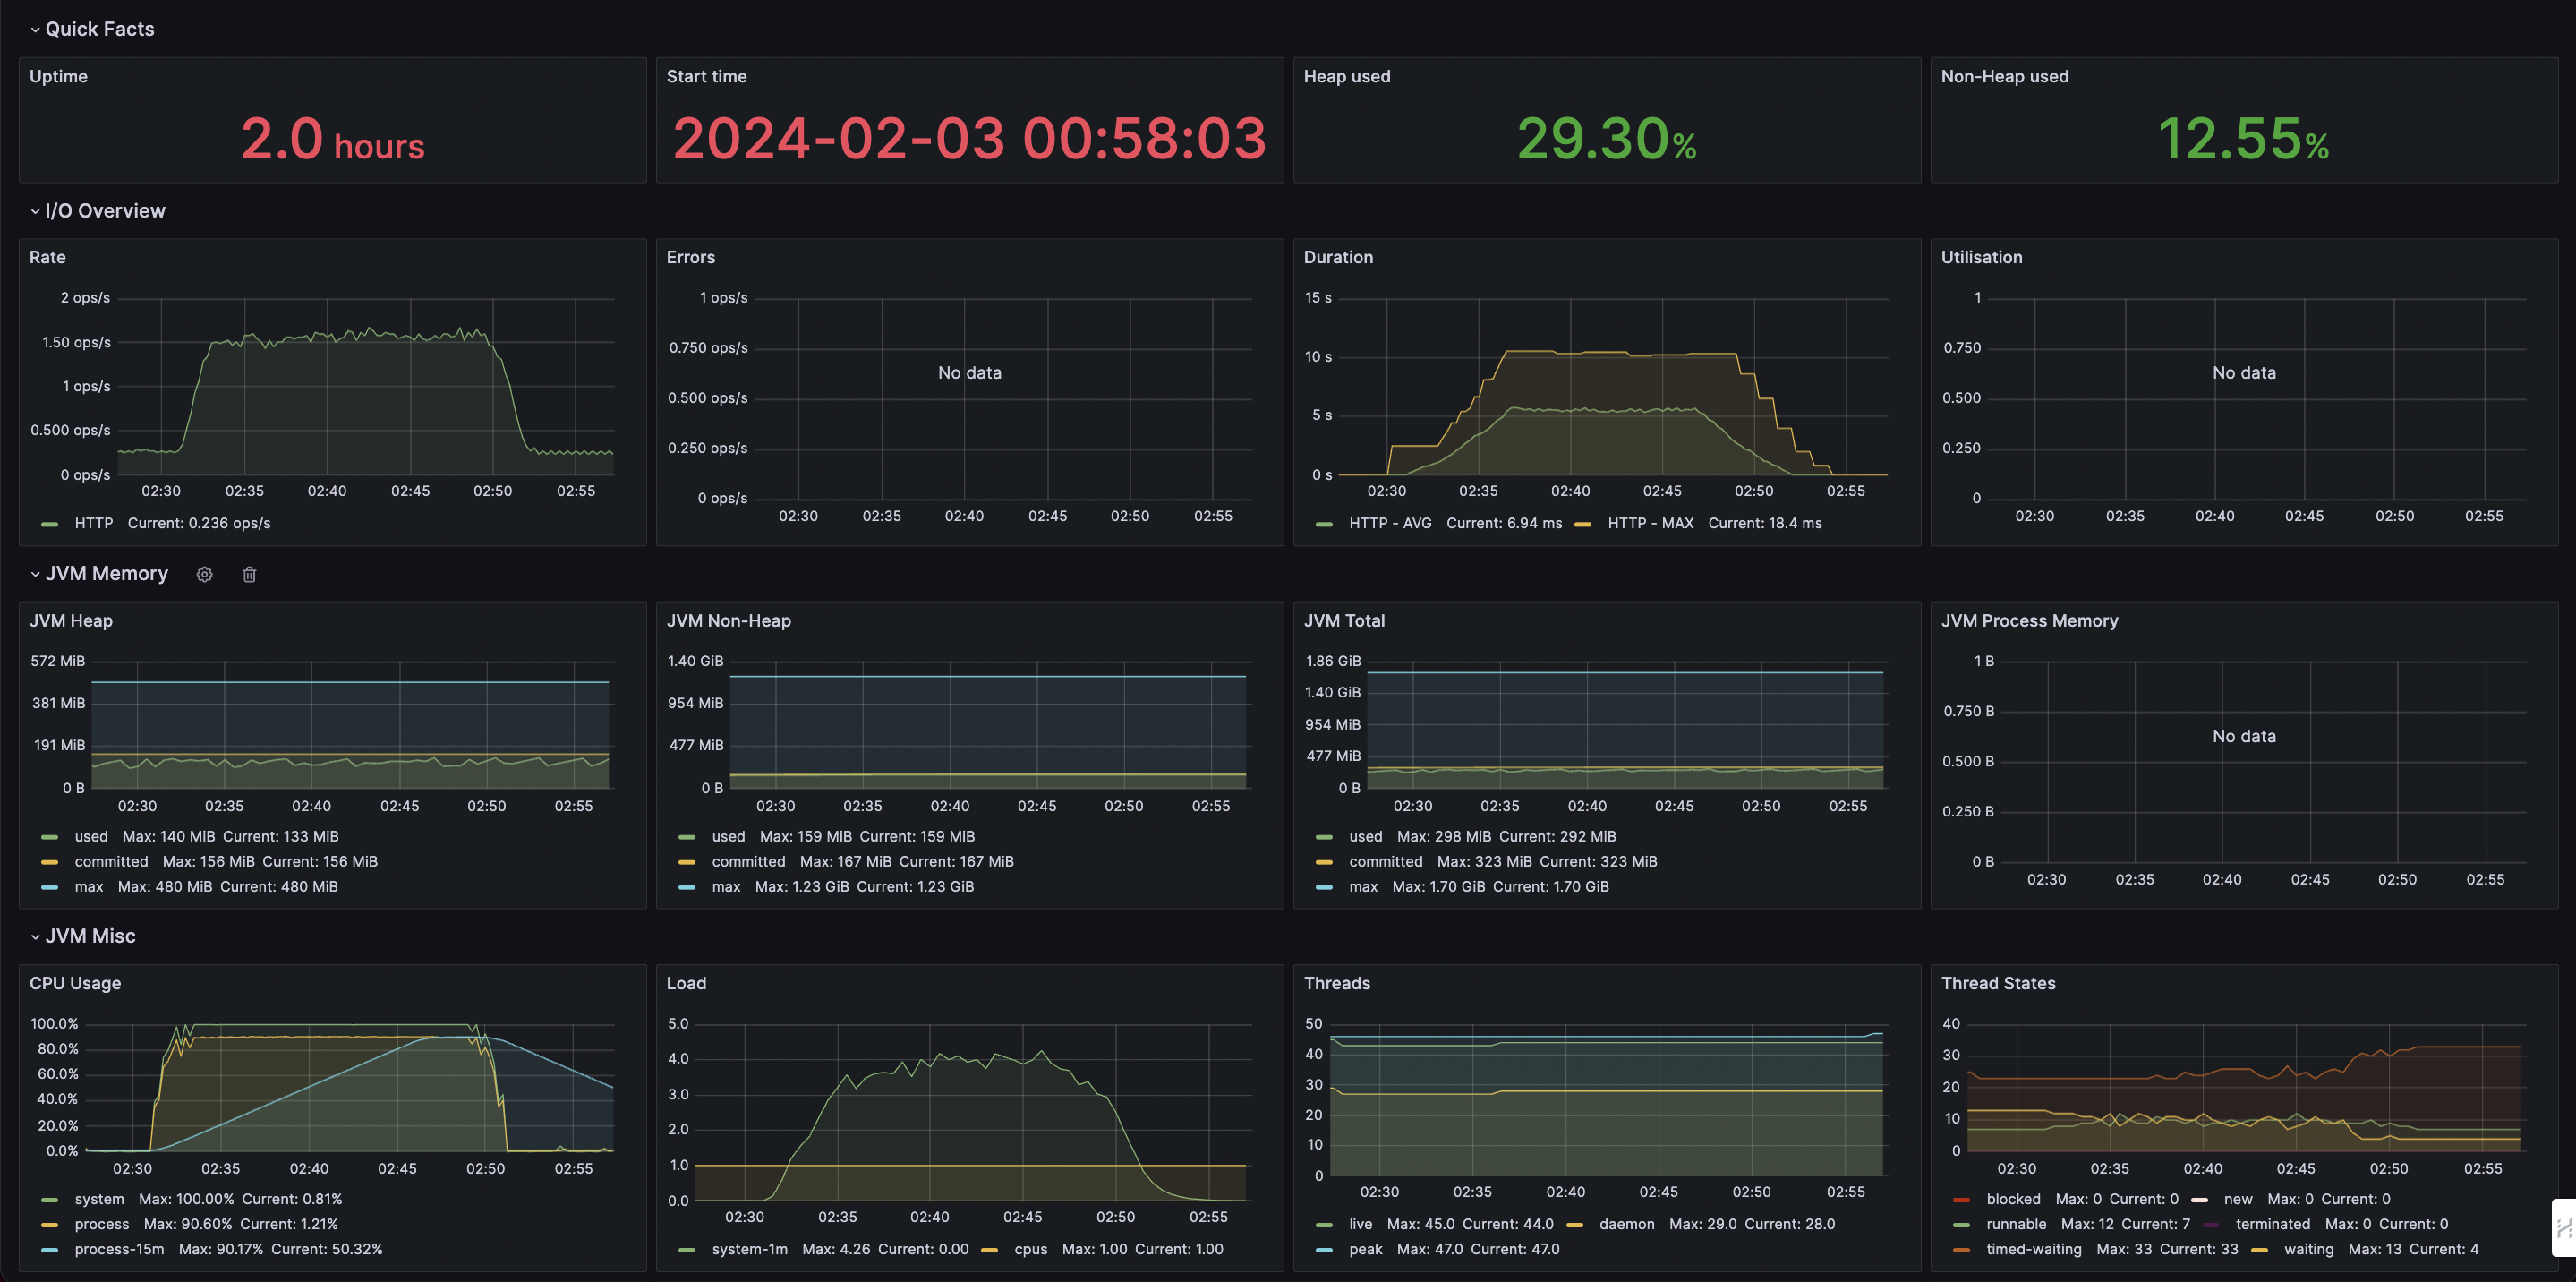 Quick Facts
Uptime
2.0 hours
Start time
2024-02-03 00:58:03
Heap used
29.30%
Non-Heap used
12.55%
I/O Overview
Rate
2 ops/s
1.50 ops/s
1 ops/s
0.500 ops/s
0 ops/s
02:30 02:35 02:40 02:45 02:50 02:55
HTTP Current: 0.236 ops/s
Errors
1 ops/s
0.750 ops/s
0.500 ops/s
0.250 ops/s
0 ops/s
No data
02:30 02:35 02:40 02:45 02:50 02:55
Duration
15 s
10 s
5 s
0 s
02:30 02:35 02:40 02:45 02:50 02:55
HTTP - AVG Current: 6.94 ms HTTP - MAX Current: 18.4 ms
Utilisation
1
0.750
0.500
0.250
0
No data
02:30 02:35 02:40 02:45 02:50 02:55
JVM Memory
JVM Heap
572 MiB
381 MiB
191 MiB
0 B
02:30 02:35 02:40 02:45 02:50 02:55
used Max: 140 MiB Current: 133 MiB
committed Max: 156 MiB Current: 156 MiB
max Max: 480 MiB Current: 480 MiB
JVM Non-Heap
1.40 GiB
954 MiB
477 MiB
0 B
02:30 02:35 02:40 02:45 02:50 02:55
used Max: 159 MiB Current: 159 MiB
committed Max: 167 MiB Current: 167 MiB
max Max: 1.23 GiB Current: 1.23 GiB
JVM Total
1.86 GiB
1.40 GiB
954 MiB
477 MiB
0 B
02:30 02:35 02:40 02:45 02:50 02:55
used Max: 298 MiB Current: 292 MiB
committed Max: 323 MiB Current: 323 MiB
max Max: 1.70 GiB Current: 1.70 GiB
JVM Process Memory
1 B
0.750 B
0.500 B
0.250 B
0 B
No data
02:30 02:35 02:40 02:45 02:50 02:55
JVM Misc
CPU Usage
100.0%
80.0%
60.0%
40.0%
20.0%
0.0%
02:30 02:35 02:40 02:45 02:50 02:55
system Max: 100.00% Current: 0.81%
process Max: 90.60% Current: 1.21%
process-15m Max: 90.17% Current: 50.32%
Load
5.0
4.0
3.0
2.0
1.0
0.0
02:30 02:35 02:40 02:45 02:50 02:55
system-1m Max: 4.26 Current: 0.00 cpus Max: 1.00 Current: 1.00
Threads
50
40
30
20
10
0
02:30 02:35 02:40 02:45 02:50 02:55
live Max: 45.0 Current: 44.0 daemon Max: 29.0 Current: 28.0
peak Max: 47.0 Current: 47.0
Thread States
40
30
20
10
0
02:30 02:35 02:40 02:45 02:50 02:55
blocked Max: 0 Current: 0 new Max: 0 Current: 0
runnable Max: 12 Current: 7 terminated Max: 0 Current: 0
timed-waiting Max: 33 Current: 33 waiting Max: 13 Current: 4